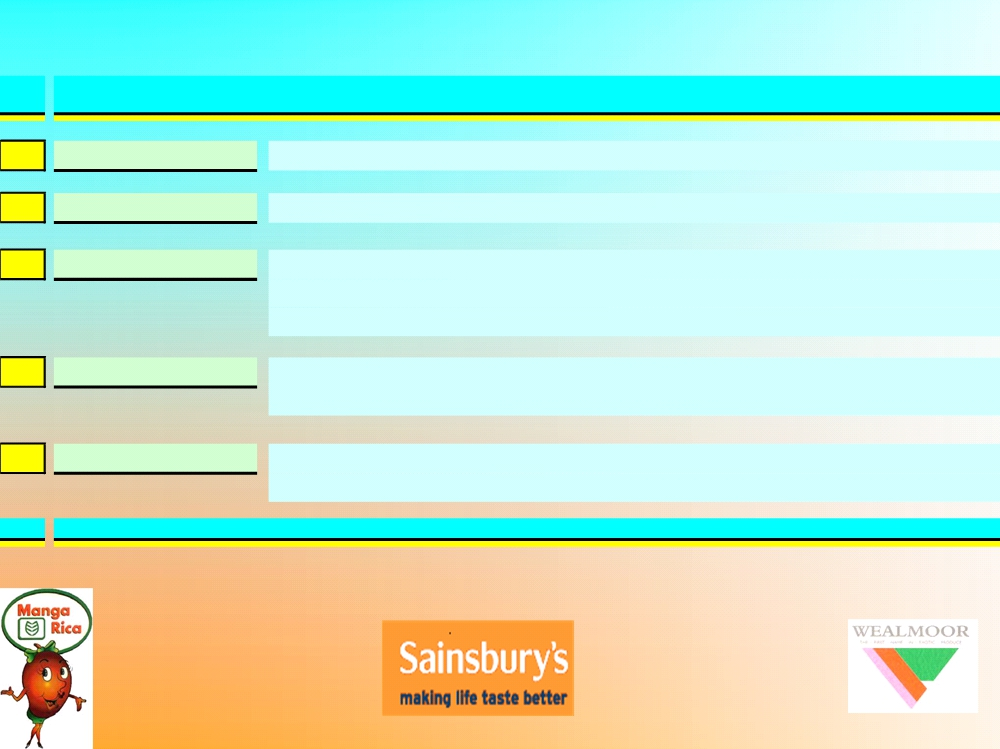 Manga
Rica
Sainsbury's
making life taste better
WEALMOOR